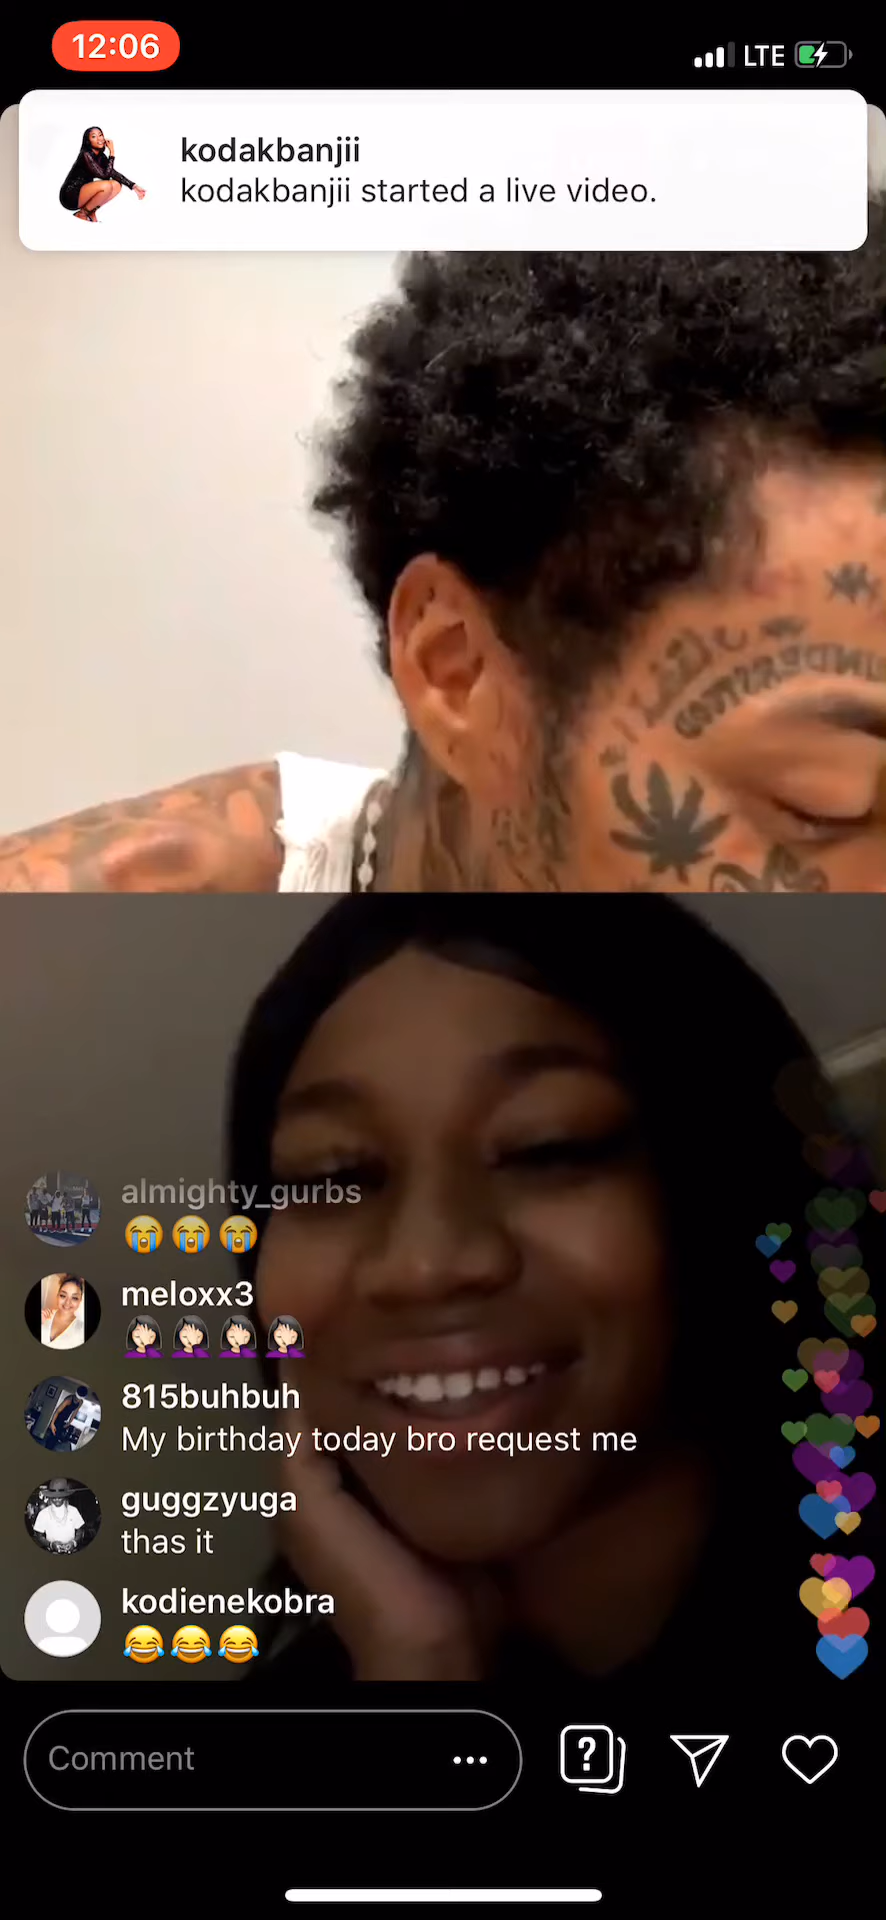 12:06
LTE
kodakbanjii
kodakbanjii started a live video.
almighty_gurbs
😭😭😭
meloxx3
🤦🏻‍♀️🤦🏻‍♀️🤦🏻‍♀️🤦🏻‍♀️
815buhbuh
My birthday today bro request me
guggzyuga
thas it
kodienekobra
😂😂😂
Comment